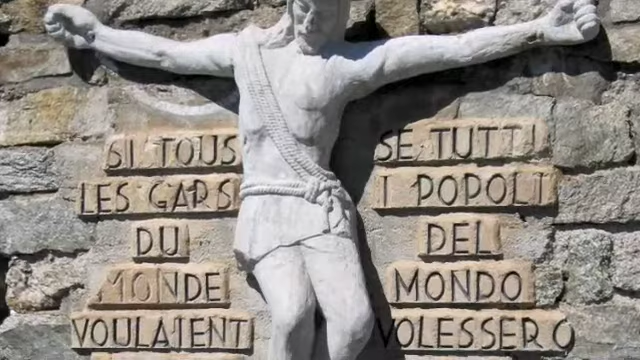 SI TOUS
LES GARS
DU
MONDE
VOULAIENT
SE TUTTI
I POPOLI
DEL
MONDO
VOLESSERO